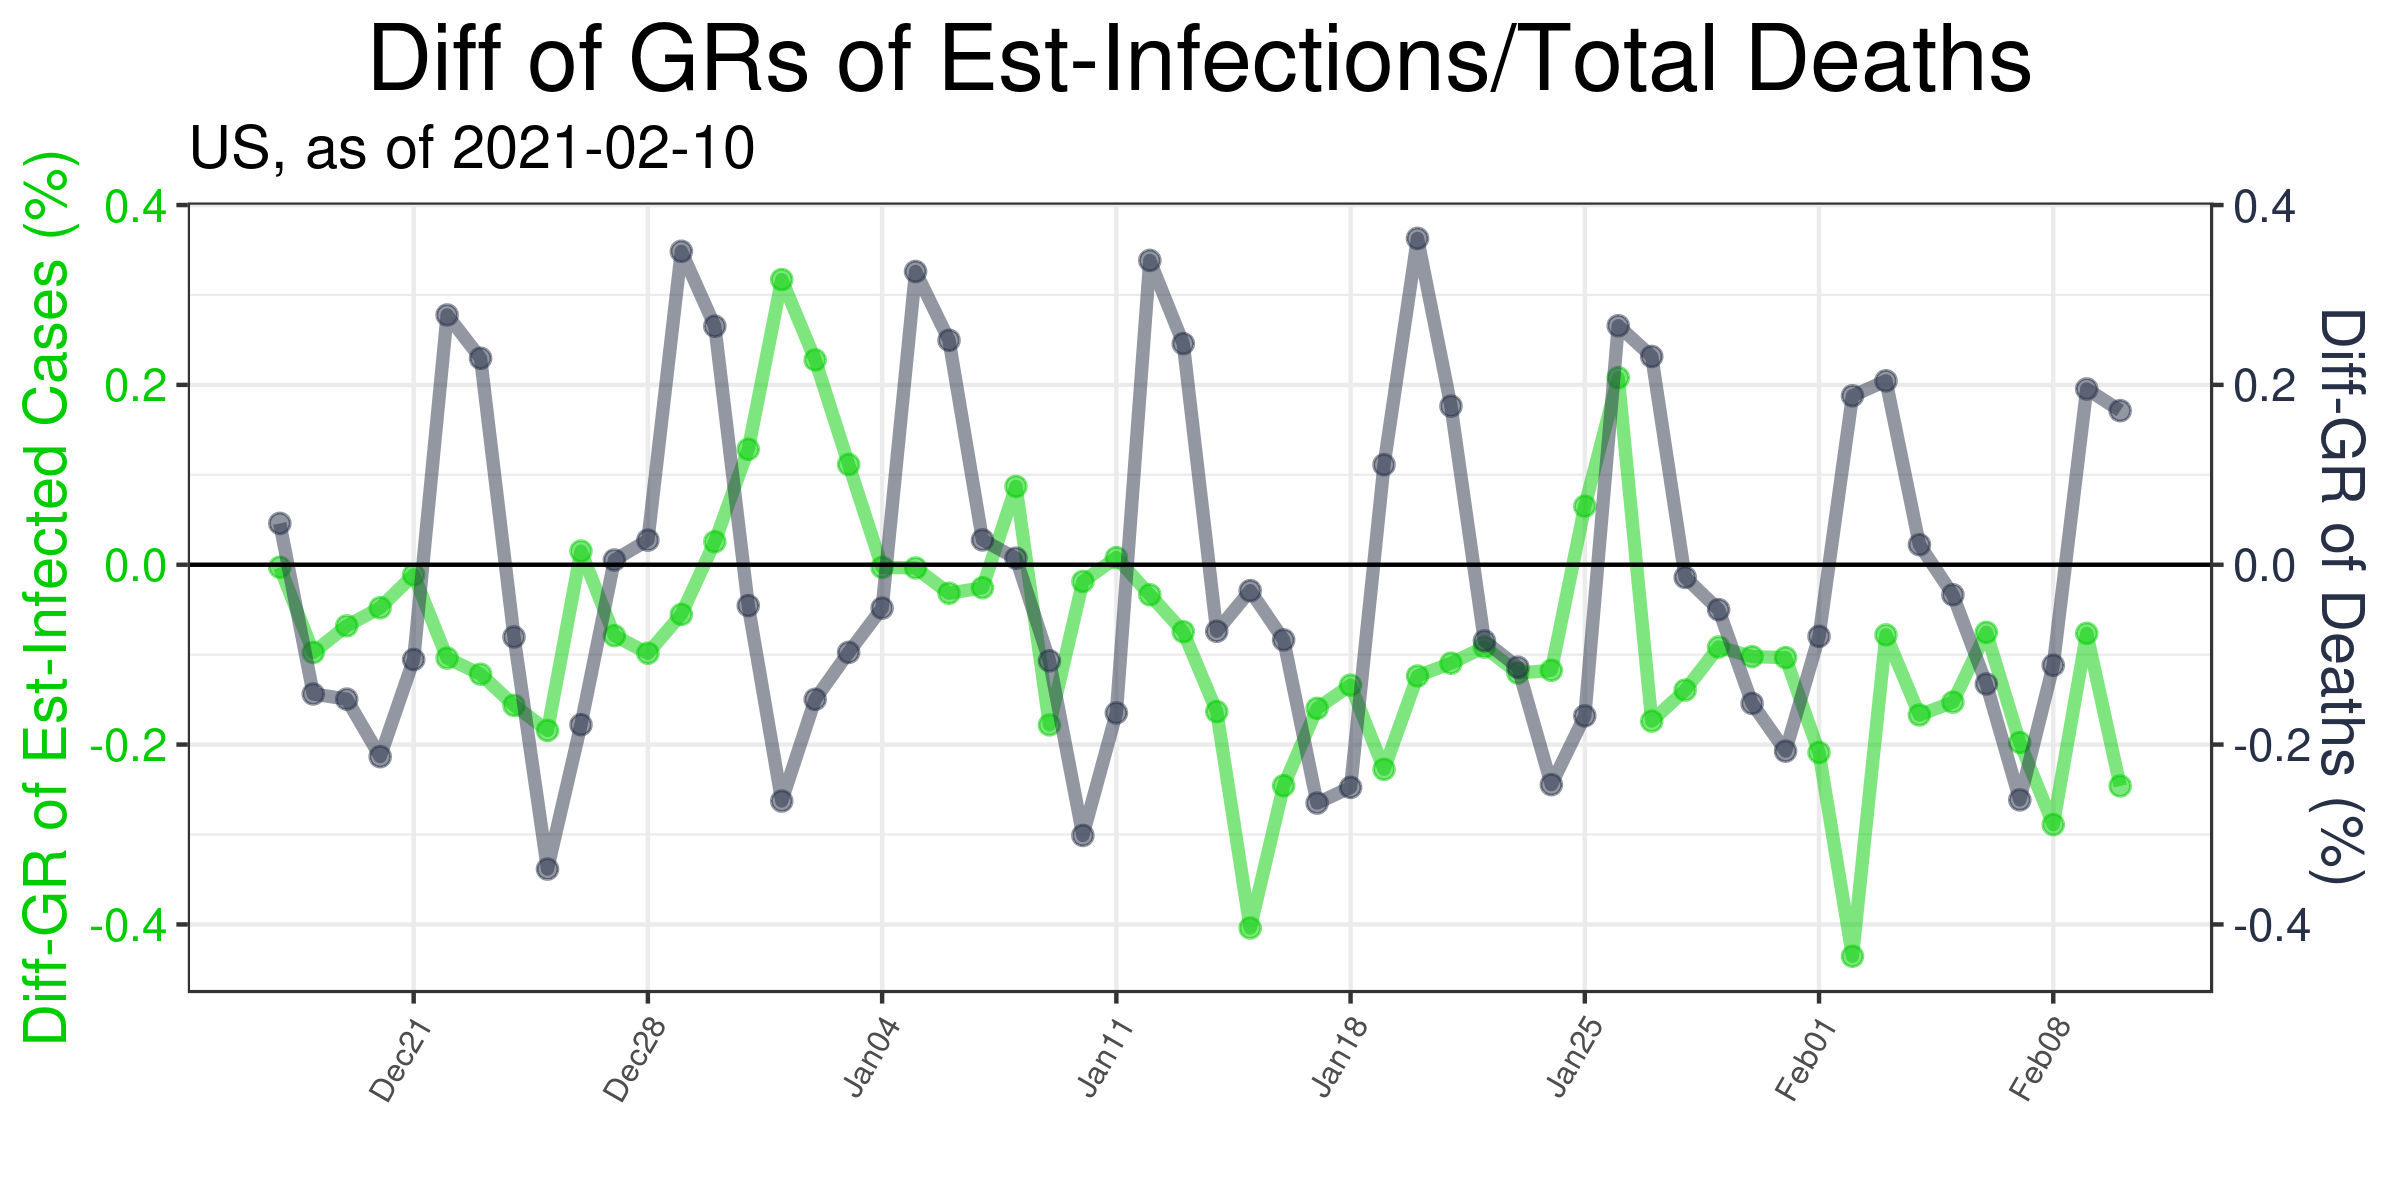 Diff of GRs of Est-Infections/Total Deaths
US, as of 2021-02-10
Diff-GR of Est-Infected Cases (%)
0.4
0.2
0.0
-0.2
-0.4
0.4
0.2
0.0
-0.2
-0.4
Diff-GR of Deaths (%)
Dec21
Dec28
Jan04
Jan11
Jan18
Jan25
Feb01
Feb08